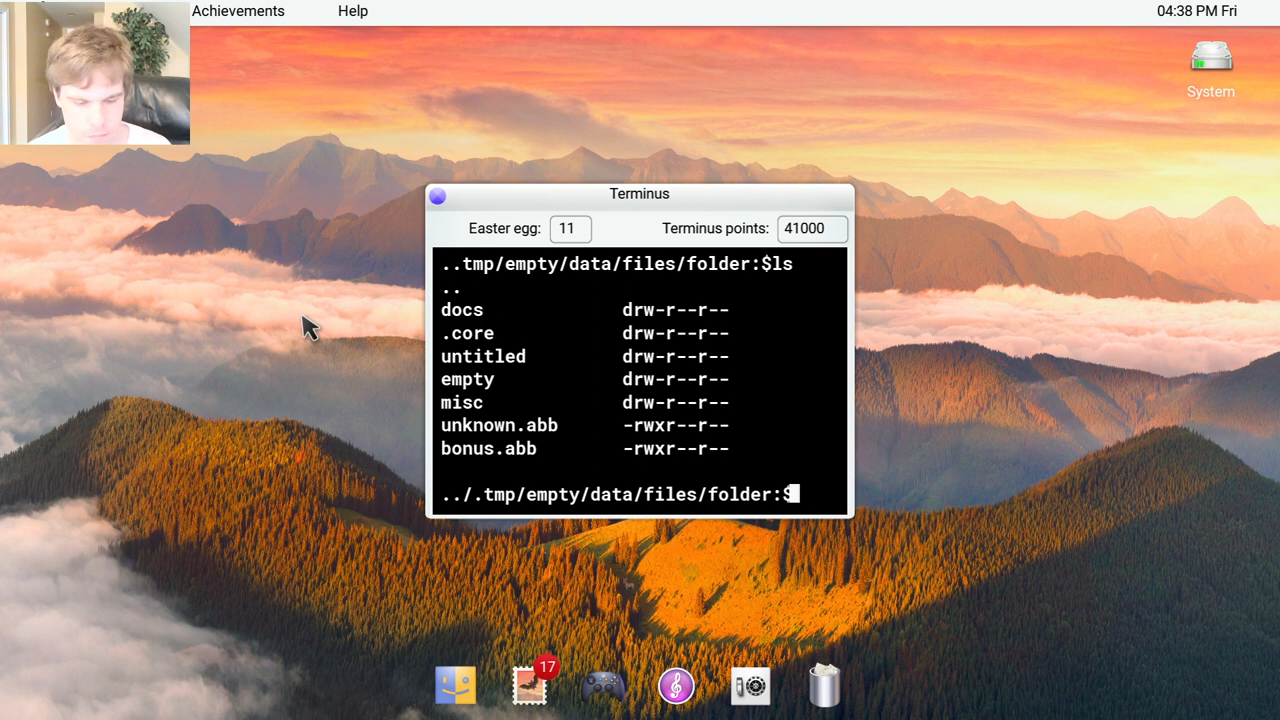 Achievements Help 04:38 PM Fri
System
Terminus
Easter egg: 11 Terminus points: 41000
..tmp/empty/data/files/folder:$ls
..
docs drw-r--r--
.core drw-r--r--
untitled drw-r--r--
empty drw-r--r--
misc drw-r--r--
unknown.abb -rwxr--r--
bonus.abb -rwxr--r--
../.tmp/empty/data/files/folder:$
17